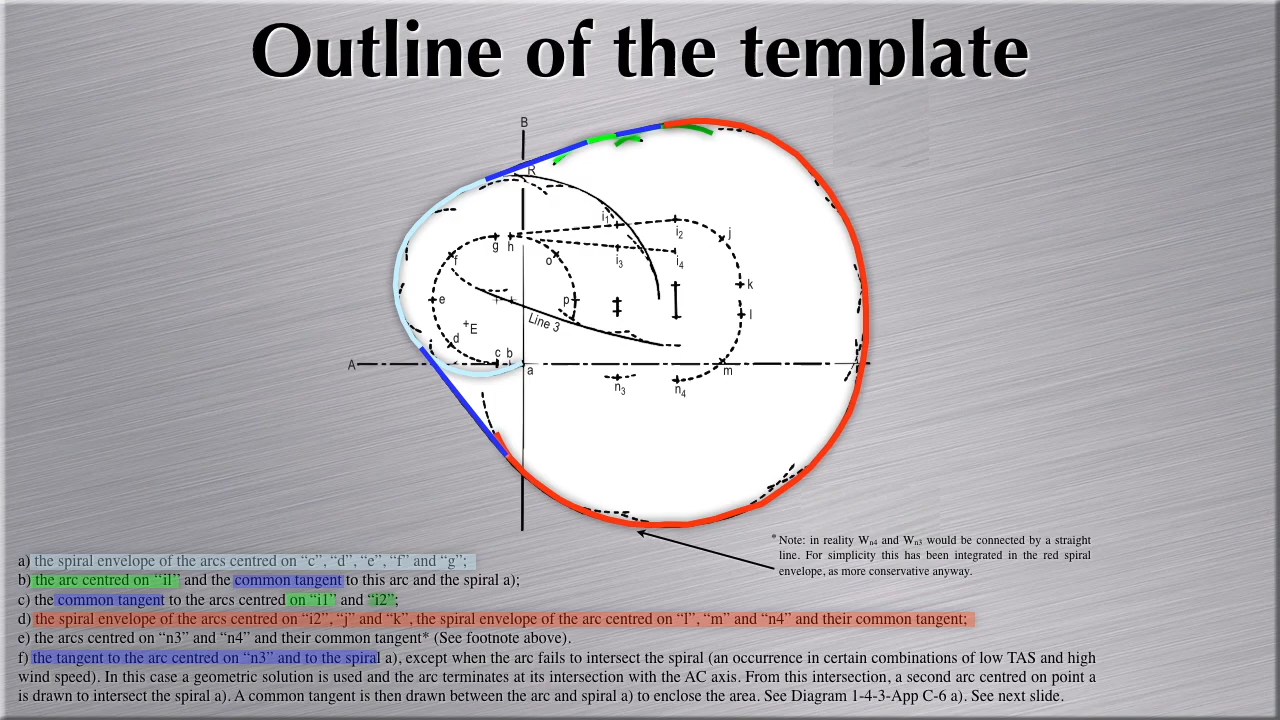 Outline of the template
B
R
i1
i2
j
g h
f
o
i3
i4
e
p
k
l
E
Line 3
d
c b
A
a
m
n3
n4
* Note: in reality Wn4 and Wn3 would be connected by a straight
line. For simplicity this has been integrated in the red spiral
envelope, as more conservative anyway.
a) the spiral envelope of the arcs centred on “c”, “d”, “e”, “f” and “g”;
b) the arc centred on “il” and the common tangent to this arc and the spiral a);
c) the common tangent to the arcs centred on “i1” and “i2”;
d) the spiral envelope of the arcs centred on “i2”, “j” and “k”, the spiral envelope of the arc centred on “l”, “m” and “n4” and their common tangent;
e) the arcs centred on “n3” and “n4” and their common tangent* (See footnote above).
f) the tangent to the arc centred on “n3” and to the spiral a), except when the arc fails to intersect the spiral (an occurrence in certain combinations of low TAS and high
wind speed). In this case a geometric solution is used and the arc terminates at its intersection with the AC axis. From this intersection, a second arc centred on point a
is drawn to intersect the spiral a). A common tangent is then drawn between the arc and spiral a) to enclose the area. See Diagram 1-4-3-App C-6 a). See next slide.